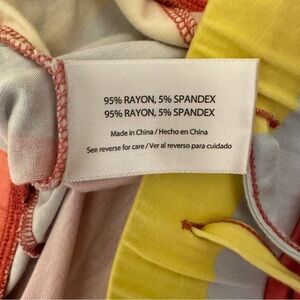 95% RAYON, 5% SPANDEX
95% RAYON, 5% SPANDEX
Made in China / Hecho en China
See reverse for care / Ver al reverso para cuidado